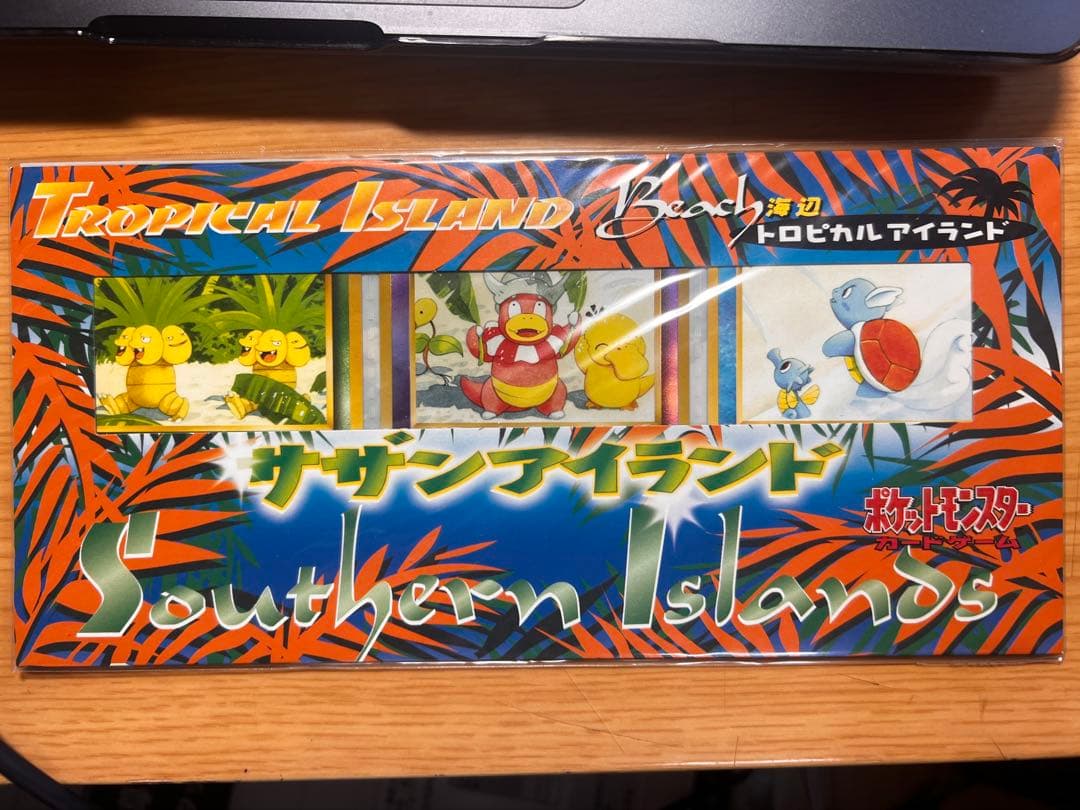 TROPICAL ISLAND
Beach 海辺
トロピカル アイランド
サザンアイランド
Southern Islands
ポケットモンスター
カードゲーム